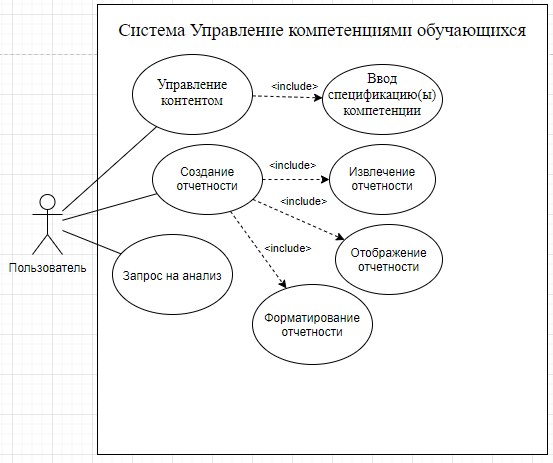 Система Управление компетенциями обучающихся
Управление
контентом
<include>
Ввод
спецификацию(ы)
компетенции
Создание
отчетности
<include>
Извлечение
отчетности
<include>
Отображение
отчетности
<include>
Форматирование
отчетности
Запрос на анализ
Пользователь